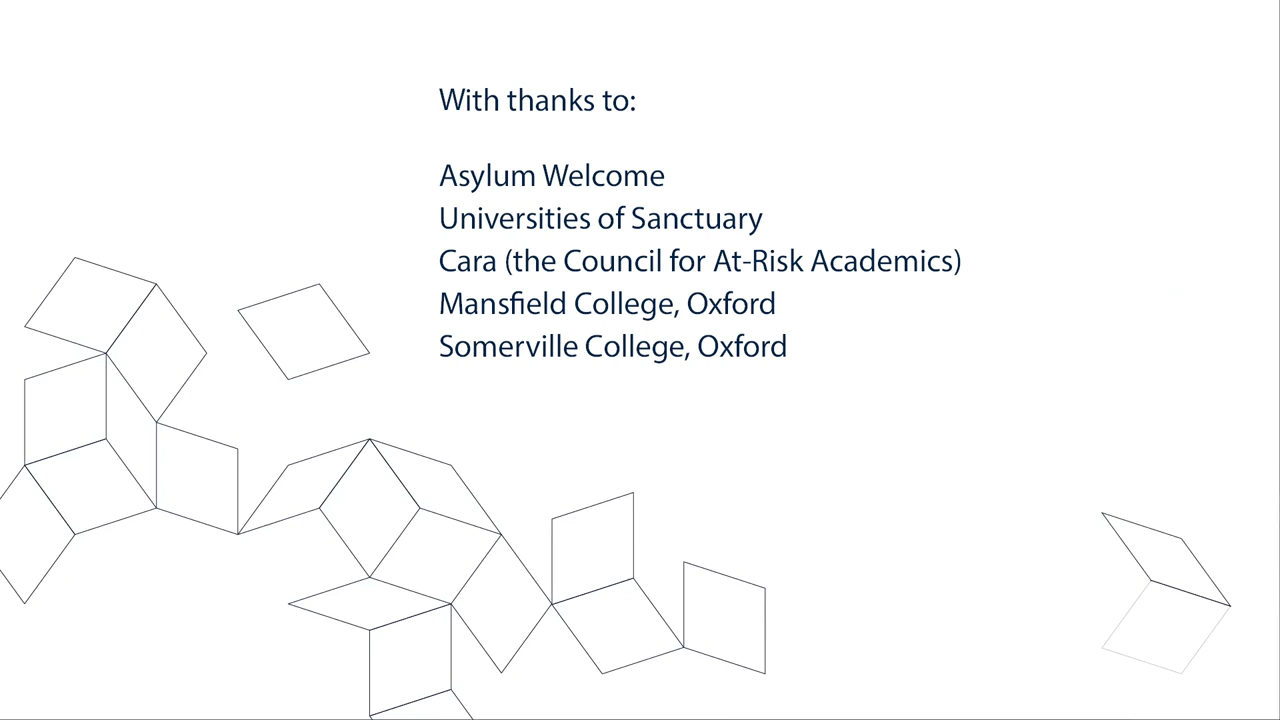 With thanks to:
Asylum Welcome
Universities of Sanctuary
Cara (the Council for At-Risk Academics)
Mansfield College, Oxford
Somerville College, Oxford